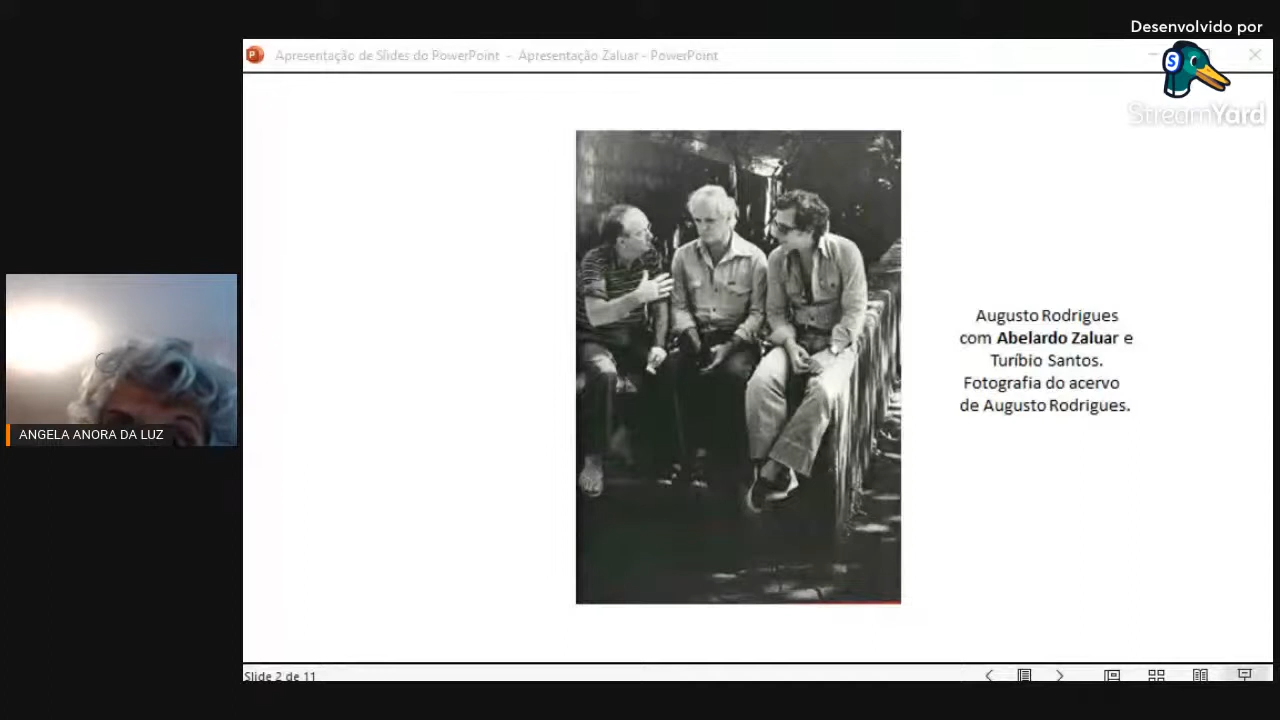 Desenvolvido por
StreamYard
Apresentação de Slides do PowerPoint - Apresentação Zaluar - PowerPoint
Augusto Rodrigues
com Abelardo Zaluar e
Turíbio Santos.
Fotografia do acervo
de Augusto Rodrigues.
ANGELA ANORA DA LUZ
Slide 2 de 11